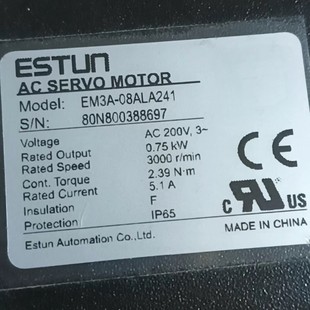 ESTUN
AC SERVO MOTOR
Model: EM3A-08ALA241
S/N: 80N800388697
Voltage AC 200V, 3~
Rated Output 0.75 kW
Rated Speed 3000 r/min
Cont. Torque 2.39 N·m
Rated Current 5.1 A
Insulation F
Protection IP65
Estun Automation Co.,Ltd.
C RU US
MADE IN CHINA